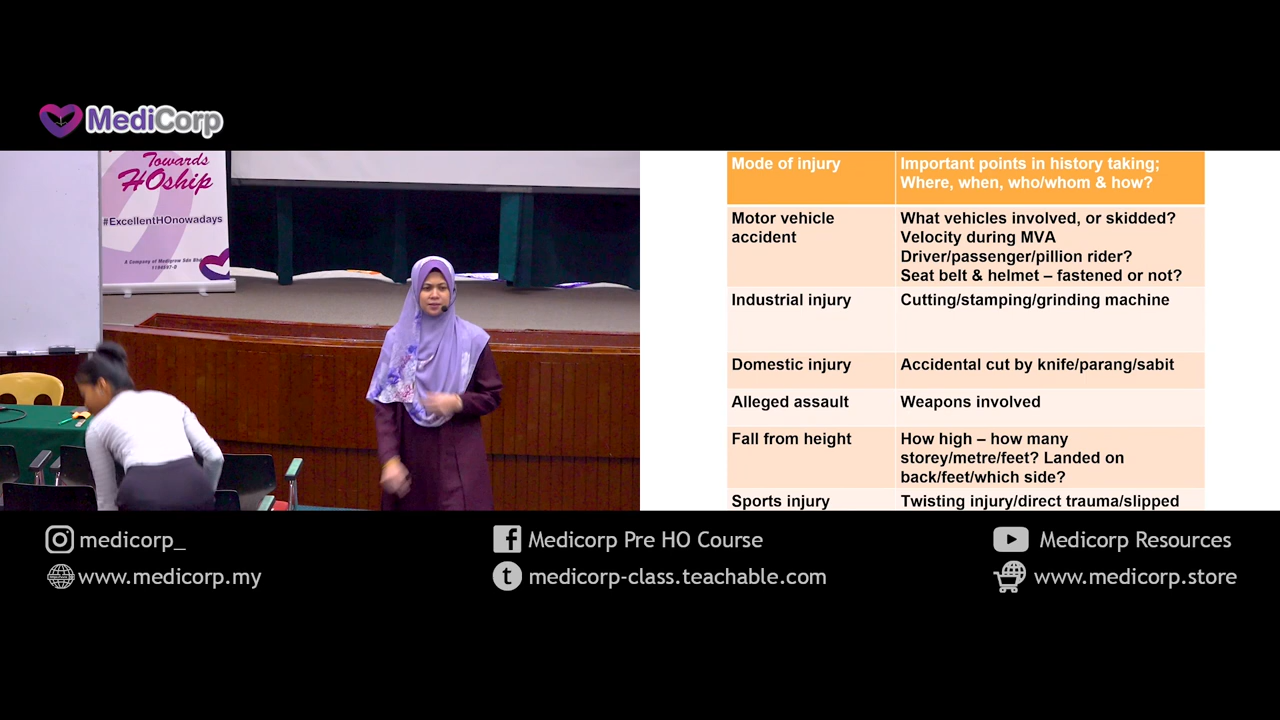 MediCorp
Towards
HOship
#ExcellentHOnowadays
A Company of Medigrow Sdn Bhd
Mode of injury
Important points in history taking;
Where, when, who/whom & how?
Motor vehicle
accident
What vehicles involved, or skidded?
Velocity during MVA
Driver/passenger/pillion rider?
Seat belt & helmet – fastened or not?
Industrial injury
Cutting/stamping/grinding machine
Domestic injury
Accidental cut by knife/parang/sabit
Alleged assault
Weapons involved
Fall from height
How high – how many
storey/metre/feet? Landed on
back/feet/which side?
Sports injury
Twisting injury/direct trauma/slipped
medicorp_
Medicorp Pre HO Course
Medicorp Resources
www.medicorp.my
medicorp-class.teachable.com
www.medicorp.store